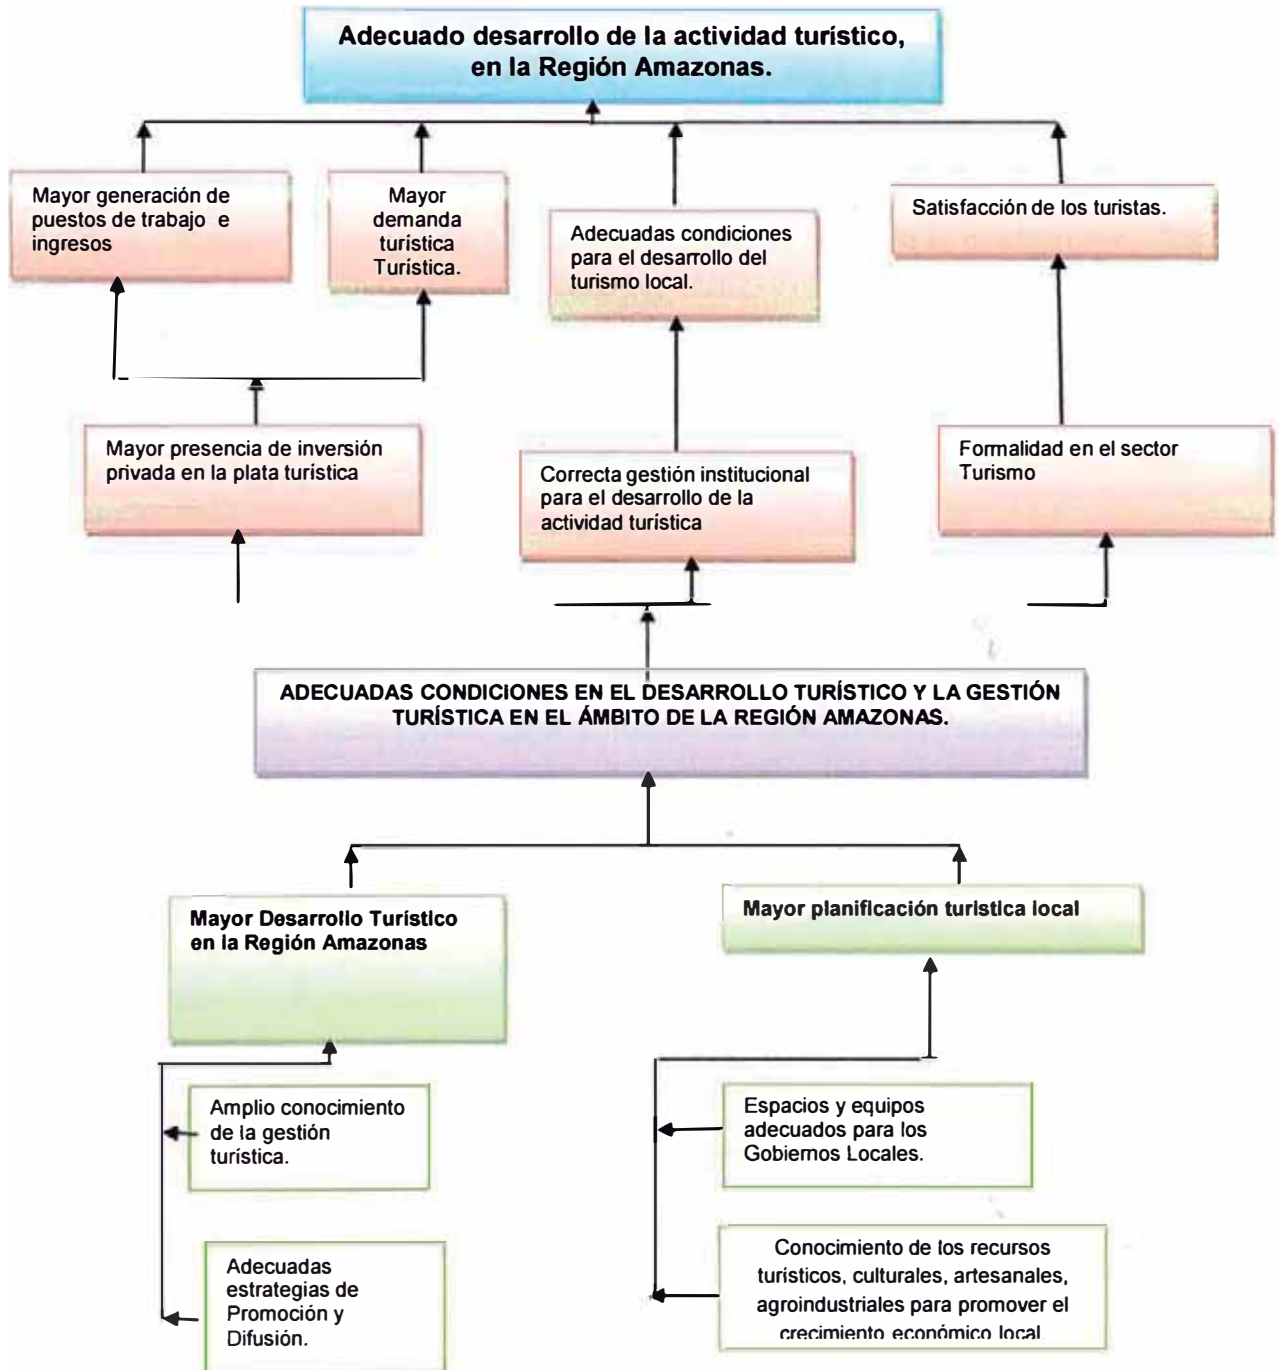 Adecuado desarrollo de la actividad turístico,
en la Región Amazonas.
Mayor generación de
puestos de trabajo e
ingresos
Mayor
demanda
turística
Turística.
Adecuadas condiciones
para el desarrollo del
turismo local.
Satisfacción de los turistas.
Mayor presencia de inversión
privada en la plata turística
Correcta gestión institucional
para el desarrollo de la
actividad turística
Formalidad en el sector
Turismo
ADECUADAS CONDICIONES EN EL DESARROLLO TURÍSTICO Y LA GESTIÓN
TURÍSTICA EN EL ÁMBITO DE LA REGIÓN AMAZONAS.
Mayor Desarrollo Turístico
en la Región Amazonas
Mayor planificación turistica local
Amplio conocimiento
de la gestión
turística.
Espacios y equipos
adecuados para los
Gobiernos Locales.
Adecuadas
estrategias de
Promoción y
Difusión.
Conocimiento de los recursos
turísticos, culturales, artesanales,
agroindustriales para promover el
crecimiento económico local